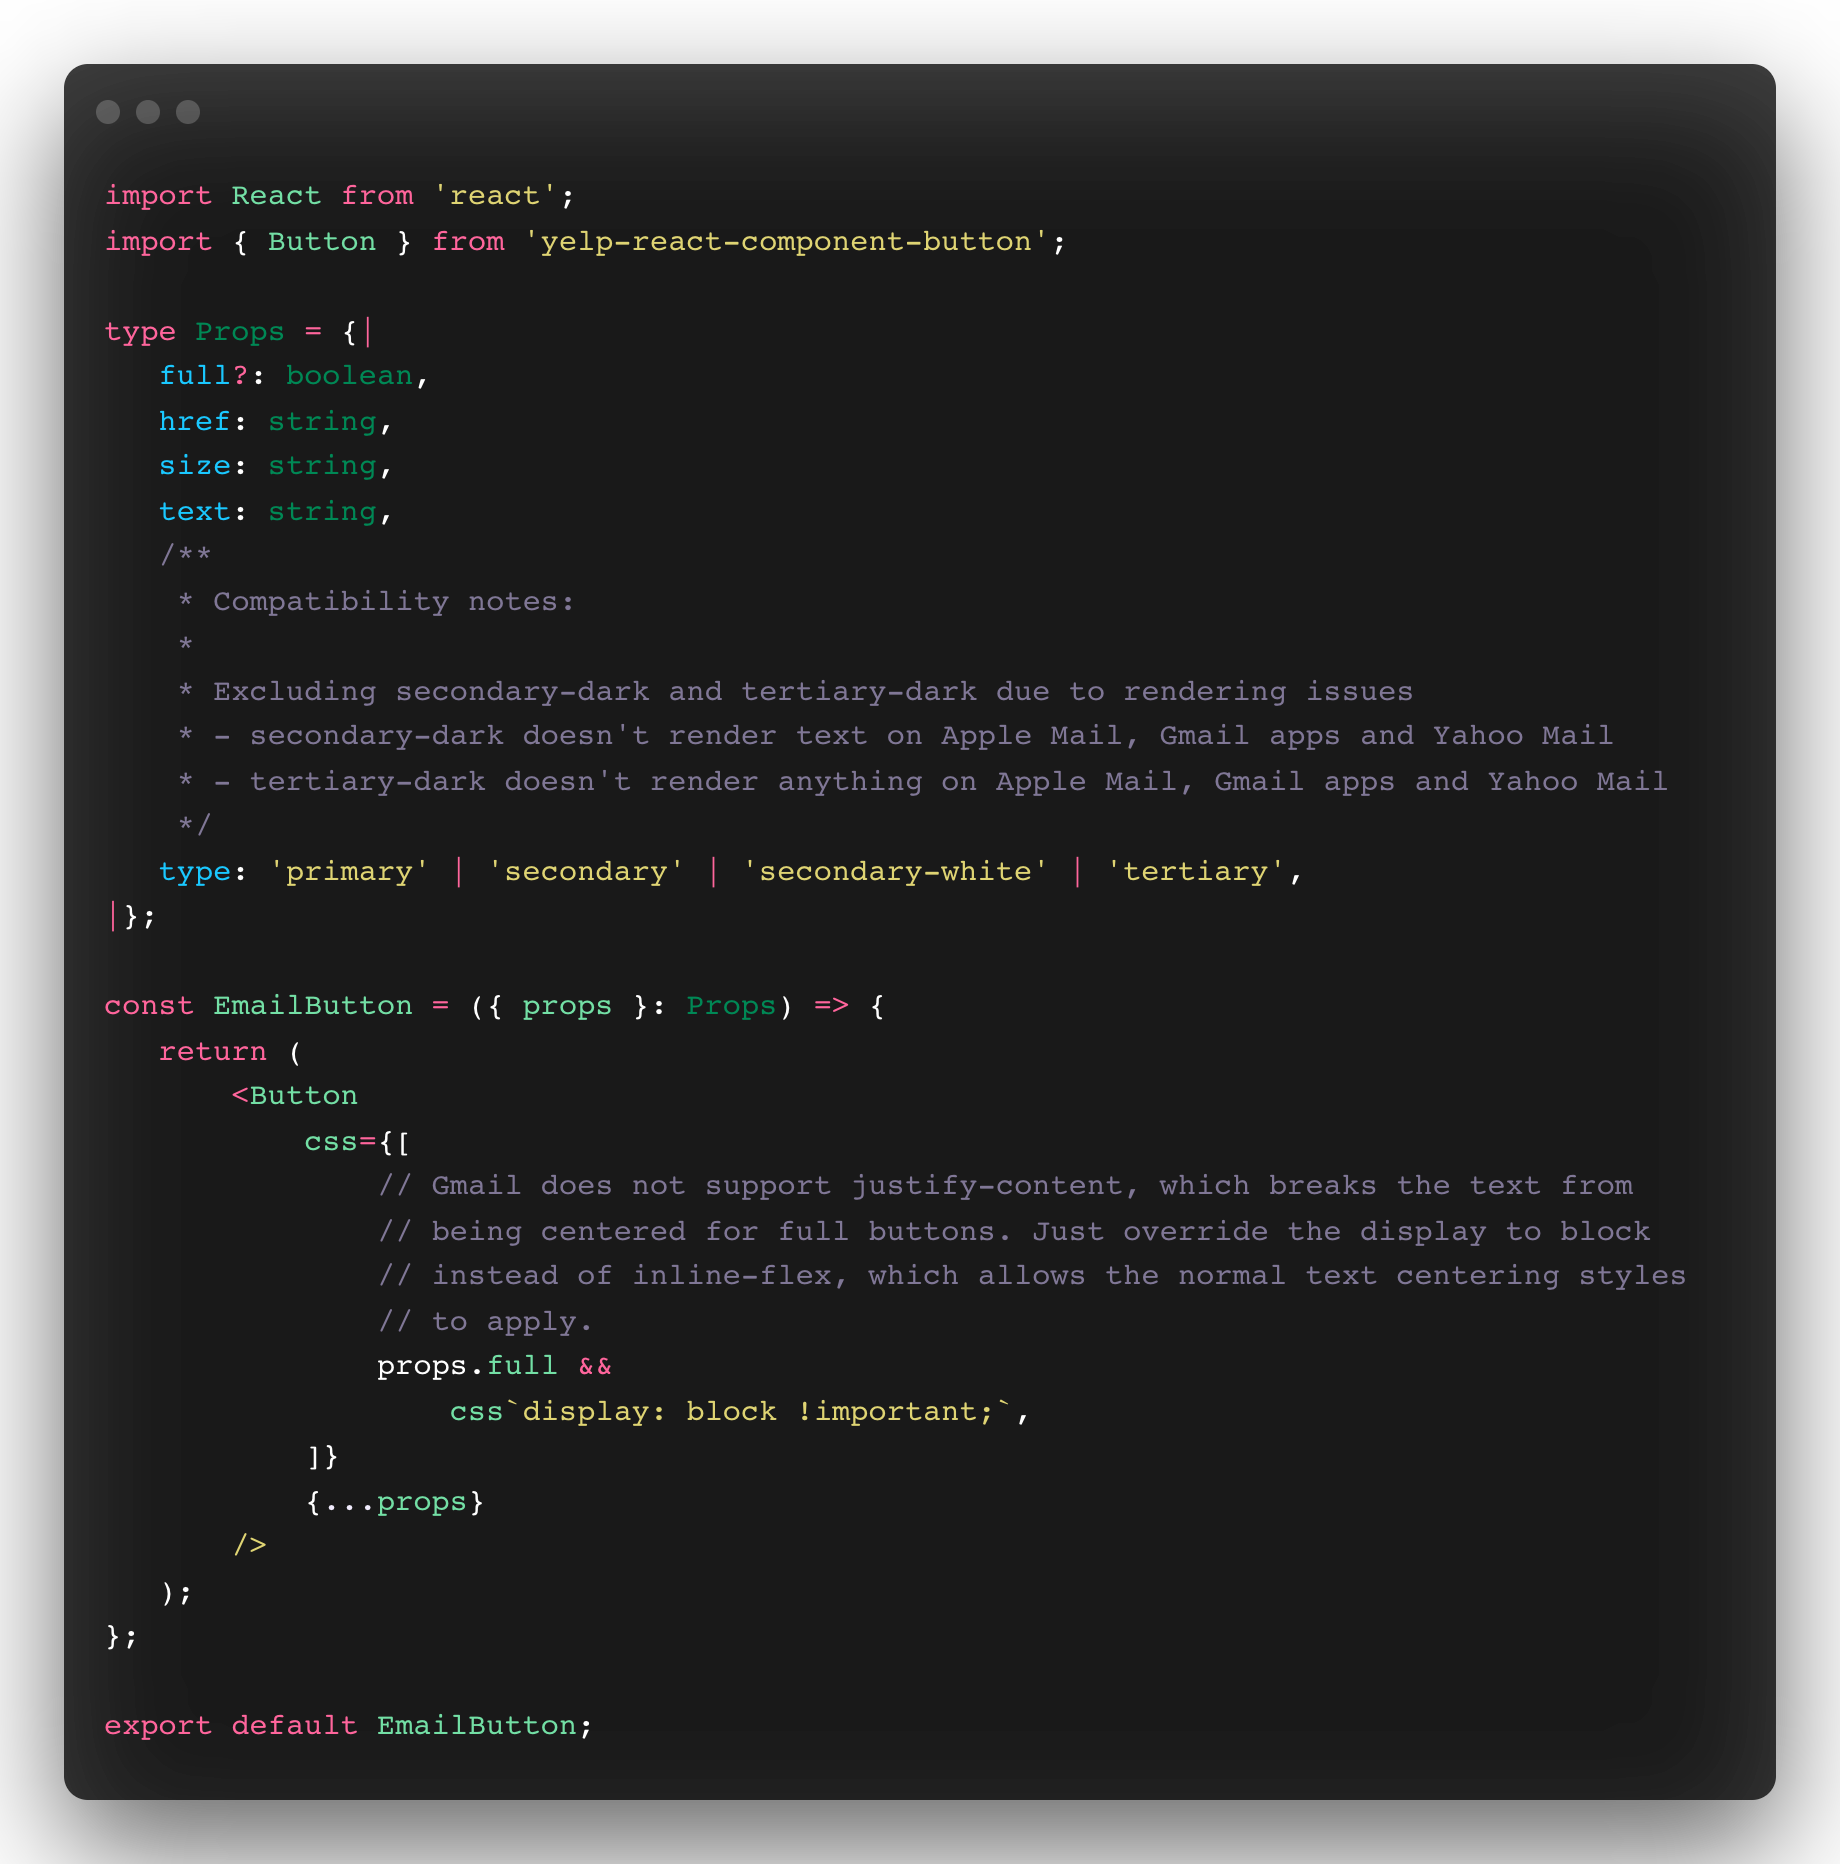 import React from 'react';
import { Button } from 'yelp-react-component-button';

type Props = {|
   full?: boolean,
   href: string,
   size: string,
   text: string,
   /**
    * Compatibility notes:
    *
    * Excluding secondary-dark and tertiary-dark due to rendering issues
    * - secondary-dark doesn't render text on Apple Mail, Gmail apps and Yahoo Mail
    * - tertiary-dark doesn't render anything on Apple Mail, Gmail apps and Yahoo Mail
    */
   type: 'primary' | 'secondary' | 'secondary-white' | 'tertiary',
|};

const EmailButton = ({ props }: Props) => {
   return (
       <Button
           css={[
               // Gmail does not support justify-content, which breaks the text from
               // being centered for full buttons. Just override the display to block
               // instead of inline-flex, which allows the normal text centering styles
               // to apply.
               props.full &&
                   css`display: block !important;`,
           ]}
           {...props}
       />
   );
};

export default EmailButton;